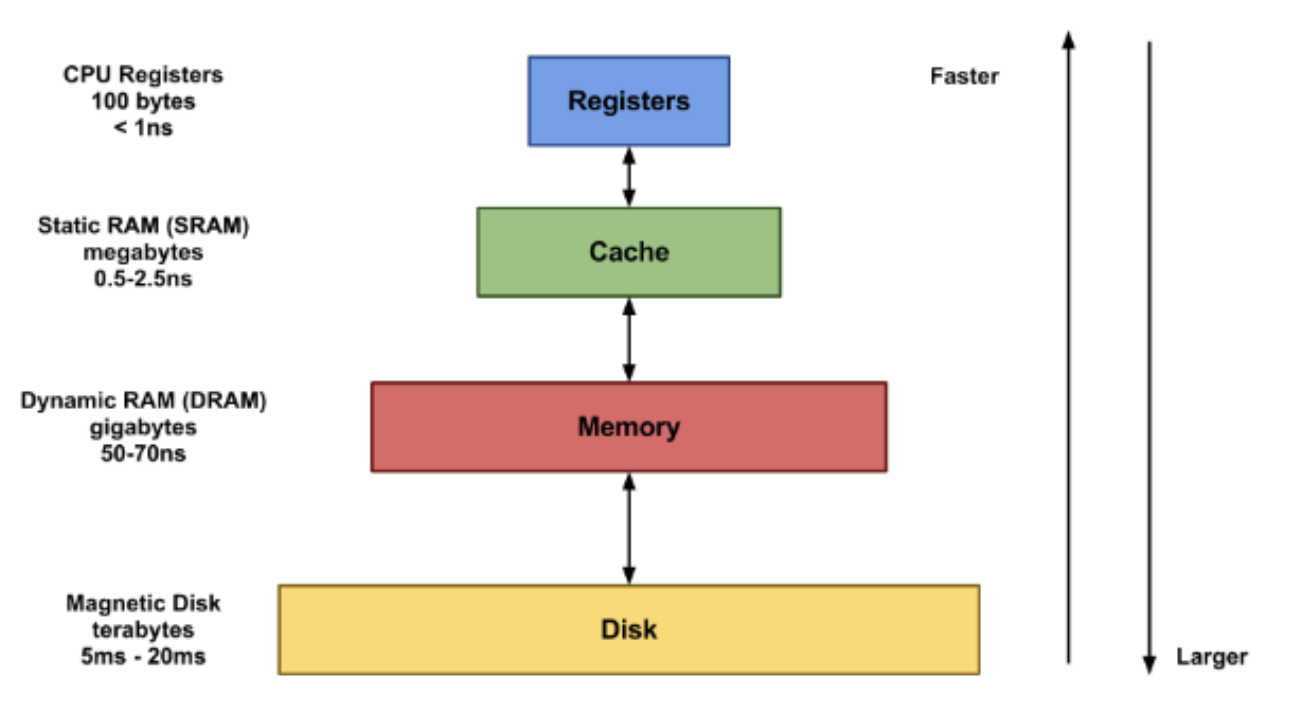 CPU Registers
100 bytes
< 1ns
Registers
Faster
Static RAM (SRAM)
megabytes
0.5-2.5ns
Cache
Dynamic RAM (DRAM)
gigabytes
50-70ns
Memory
Magnetic Disk
terabytes
5ms - 20ms
Disk
Larger